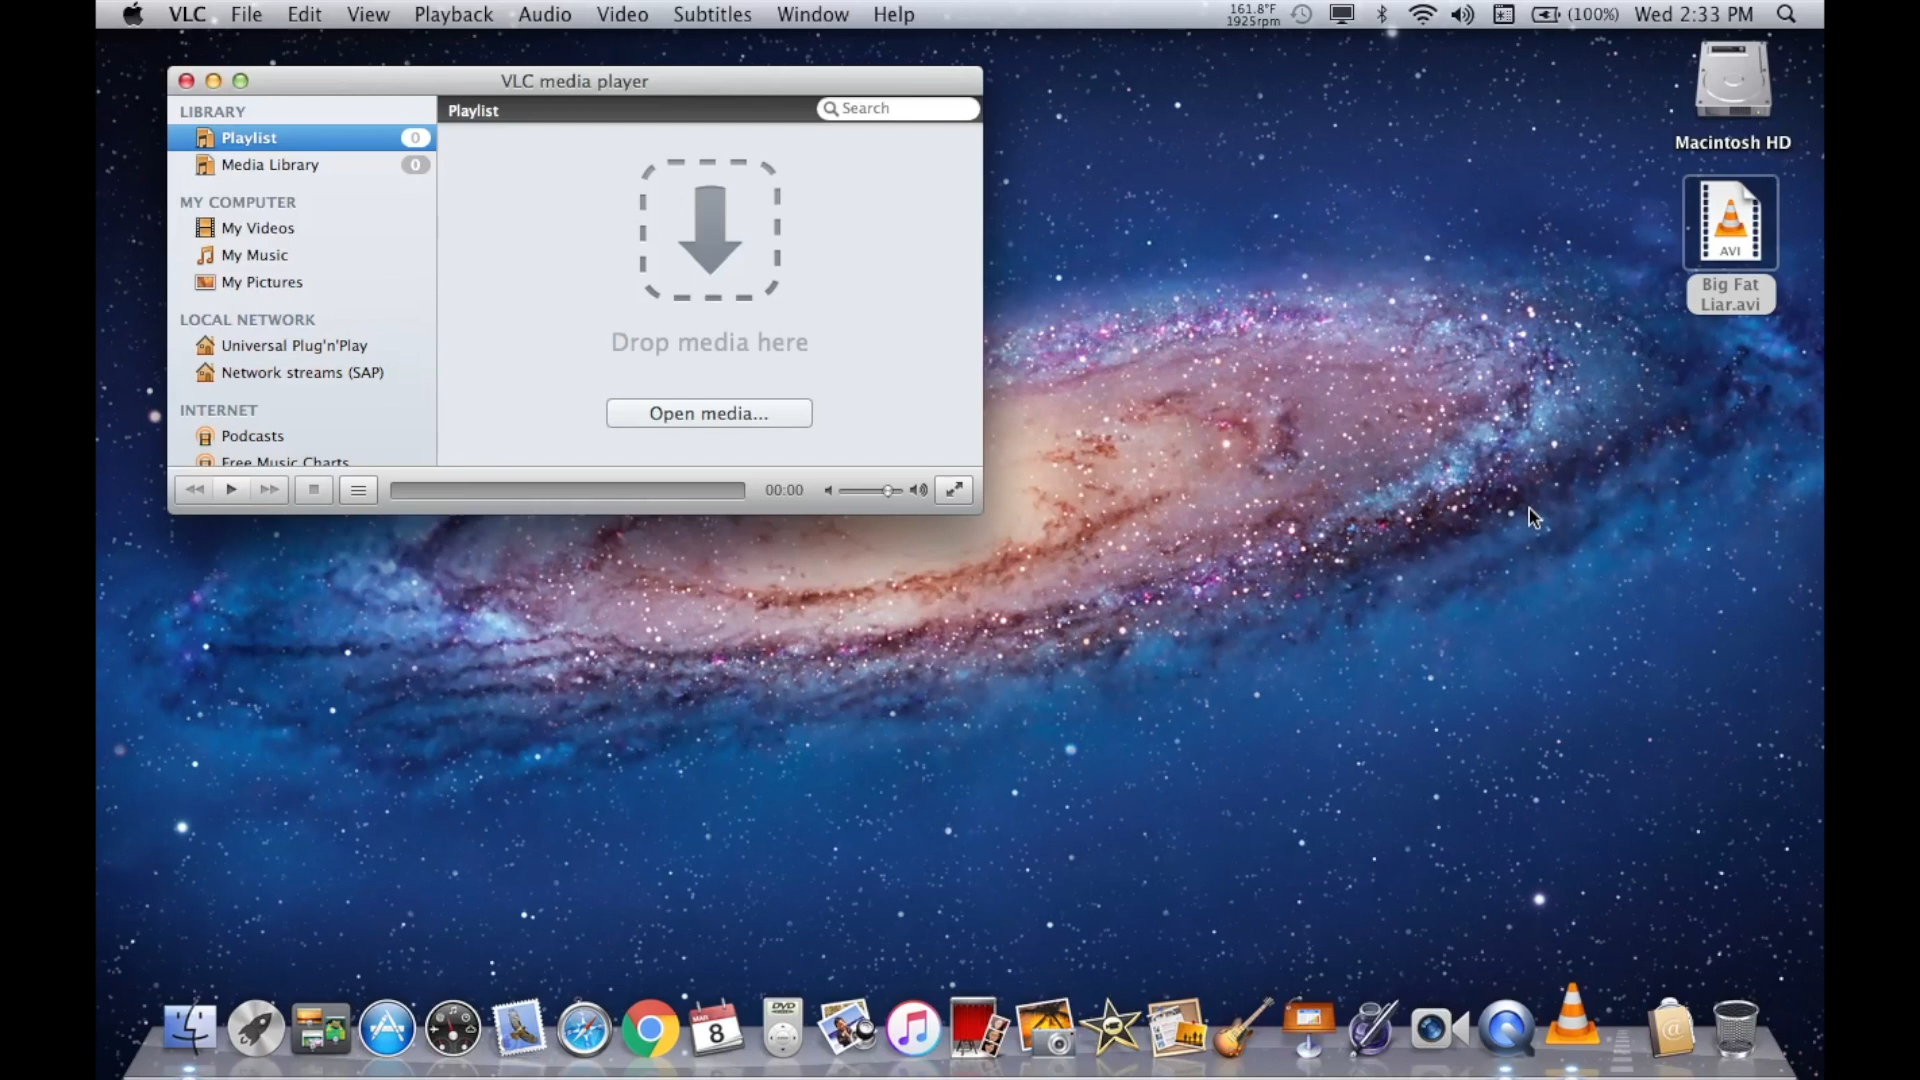 VLC File Edit View Playback Audio Video Subtitles Window Help
161.8°F
1925rpm
(100%) Wed 2:33 PM
VLC media player
LIBRARY
Playlist 0
Media Library 0
MY COMPUTER
My Videos
My Music
My Pictures
LOCAL NETWORK
Universal Plug'n'Play
Network streams (SAP)
INTERNET
Podcasts
Free Music Charts
Playlist
Search
Drop media here
Open media...
00:00
Macintosh HD
AVI
Big Fat
Liar.avi
MAR
8
DVD
@